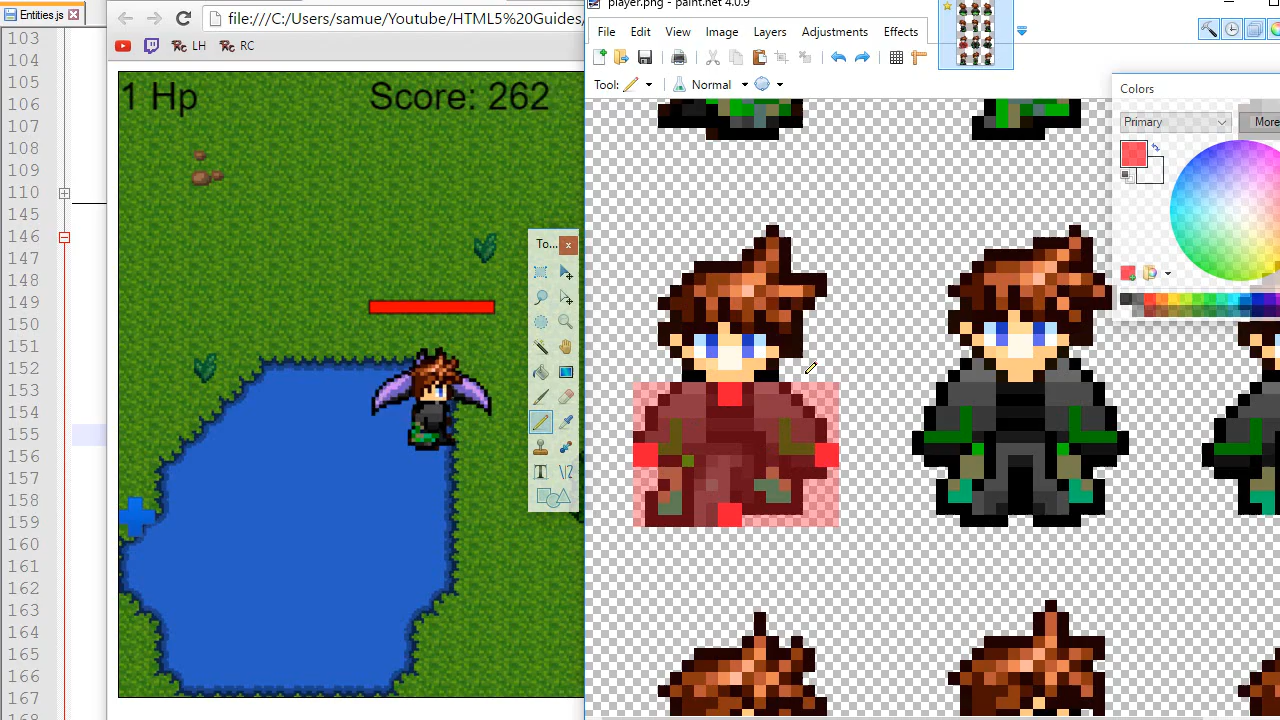 Entities.js
file:///C:/Users/samue/Youtube/HTML5%20Guides/
LH
RC
103
104
105
106
107
108
109
110
145
146
147
148
149
150
151
152
153
154
155
156
157
158
159
160
161
162
163
164
165
166
167
1 Hp
Score: 262
To...
player.png - paint.net 4.0.9
File Edit View Image Layers Adjustments Effects
Tool: Normal
Colors
Primary
More